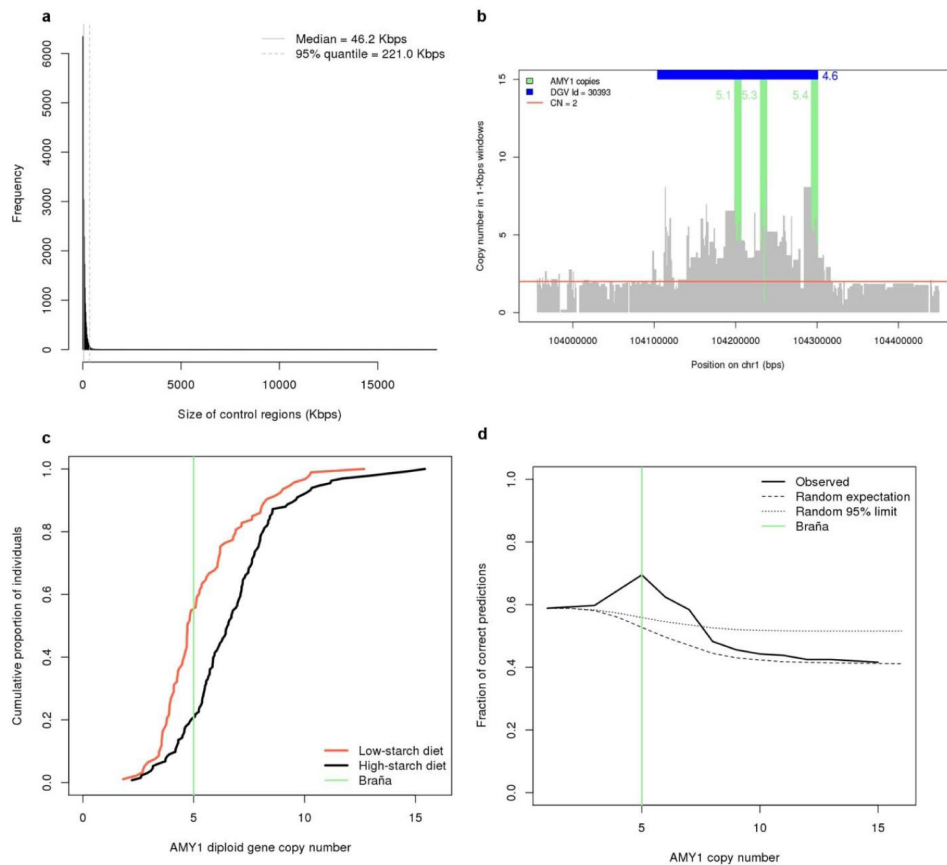 a
Median = 46.2 Kbps
95% quantile = 221.0 Kbps
Frequency
0 1000 2000 3000 4000 5000 6000
0 5000 10000 15000
Size of control regions (Kbps)
b
AMY1 copies
DGV Id = 30393
CN = 2
5.1 5.3 5.4 4.6
Copy number in 1-Kbps windows
0 5 10 15
104000000 104100000 104200000 104300000 104400000
Position on chr1 (bps)
c
Cumulative proportion of individuals
0.0 0.2 0.4 0.6 0.8 1.0
Low-starch diet
High-starch diet
Braña
0 5 10 15
AMY1 diploid gene copy number
d
Observed
Random expectation
Random 95% limit
Braña
Fraction of correct predictions
0.0 0.2 0.4 0.6 0.8 1.0
5 10 15
AMY1 copy number